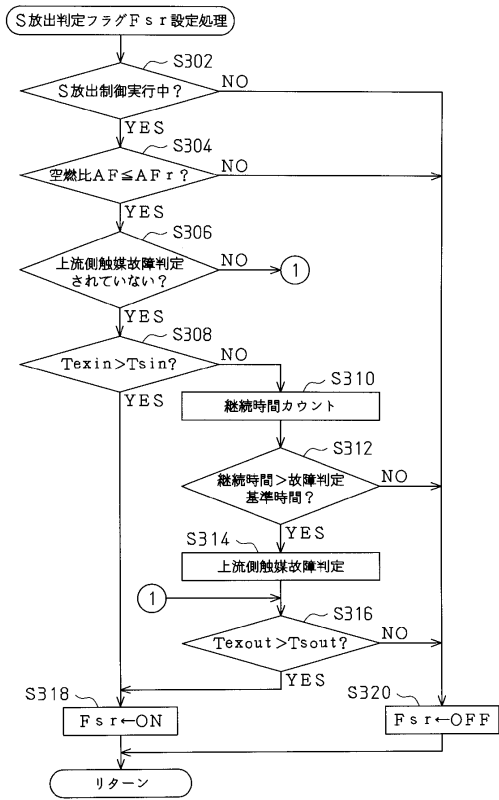 S放出判定フラグFsr設定処理
S302
S放出制御実行中？
NO
YES
S304
空燃比AF≦AFr？
NO
YES
S306
上流側触媒故障判定
されていない？
NO
1
YES
S308
Texin>Tsin?
NO
YES
S310
継続時間カウント
S312
継続時間＞故障判定
基準時間？
NO
YES
S314
上流側触媒故障判定
1
S316
Texout>Tsout?
NO
YES
S318
Fsr←ON
S320
Fsr←OFF
リターン